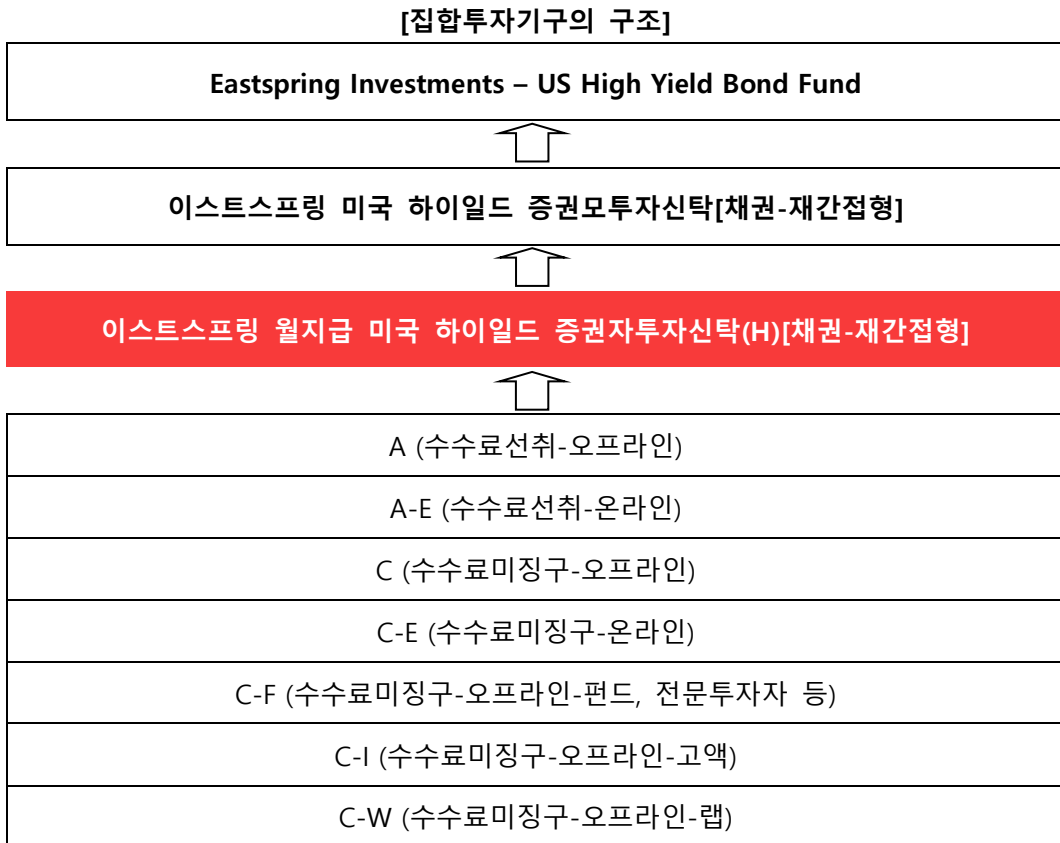 [집합투자기구의 구조]
Eastspring Investments – US High Yield Bond Fund
이스트스프링 미국 하이일드 증권모투자신탁[채권-재간접형]
이스트스프링 월지급 미국 하이일드 증권자투자신탁(H)[채권-재간접형]
A (수수료선취-오프라인)
A-E (수수료선취-온라인)
C (수수료미징구-오프라인)
C-E (수수료미징구-온라인)
C-F (수수료미징구-오프라인-펀드, 전문투자자 등)
C-I (수수료미징구-오프라인-고액)
C-W (수수료미징구-오프라인-랩)